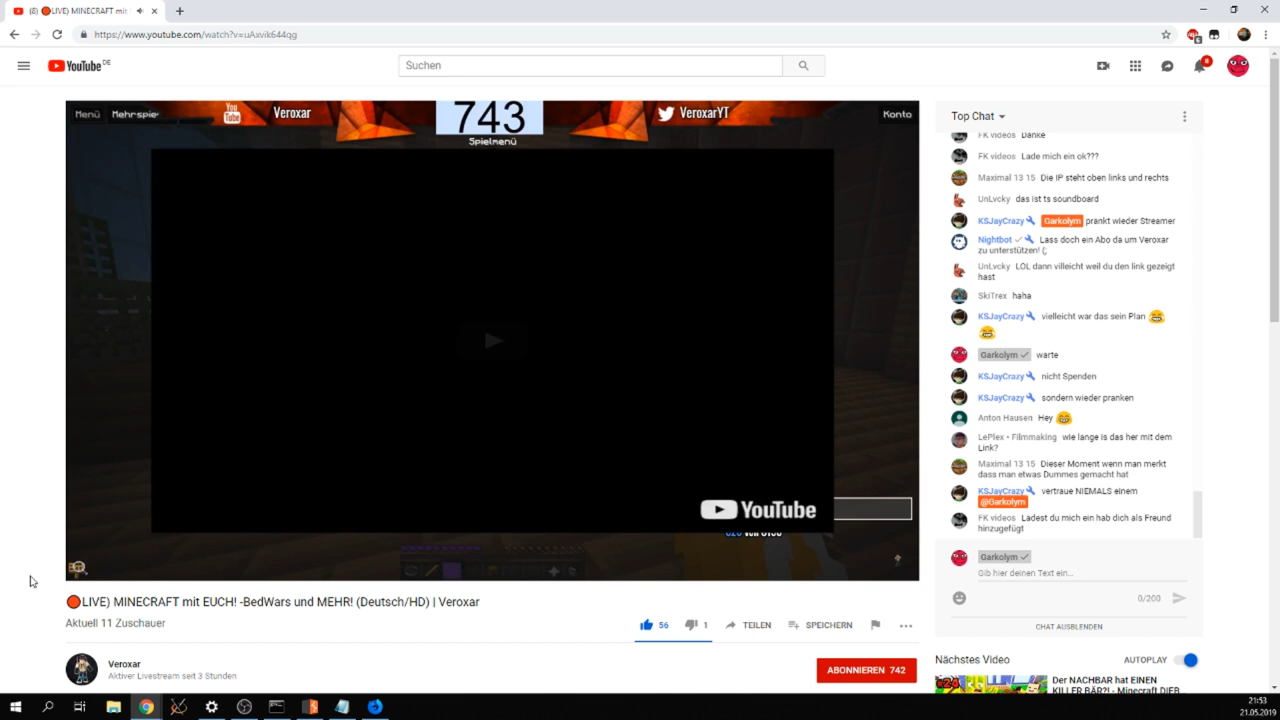 (8) 🔴LIVE) MINECRAFT mit
https://www.youtube.com/watch?v=uAxvik644qg
YouTube DE
Suchen
8
Menü
Mehrspie
You Tube
Veroxar
743
VeroxarYT
Konto
Spielmenü
YouTube
🔴LIVE) MINECRAFT mit EUCH! -BedWars und MEHR! (Deutsch/HD) | Veroxar
Aktuell 11 Zuschauer
56
1
TEILEN
SPEICHERN
Veroxar
Aktiver Livestream seit 3 Stunden
ABONNIEREN 742
Top Chat
FK videos Danke
FK videos Lade mich ein ok???
Maximal 13 15 Die IP steht oben links und rechts
UnLvcky das ist ts soundboard
KSJayCrazy Garkolym prankt wieder Streamer
Nightbot Lass doch ein Abo da um Veroxar
zu unterstützen! (;
UnLvcky LOL dann villeicht weil du den link gezeigt
hast
SkiTrex haha
KSJayCrazy vielleicht war das sein Plan 😂
😂
Garkolym warte
KSJayCrazy nicht Spenden
KSJayCrazy sondern wieder pranken
Anton Hausen Hey 😂
LePlex • Filmmaking wie lange is das her mit dem
Link?
Maximal 13 15 Dieser Moment wenn man merkt
dass man etwas Dummes gemacht hat
KSJayCrazy vertraue NIEMALS einem
@Garkolym
FK videos Ladest du mich ein hab dich als Freund
hinzugefügt
Garkolym
Gib hier deinen Text ein...
0/200
CHAT AUSBLENDEN
Nächstes Video
AUTOPLAY
#24
Der NACHBAR hat EINEN
KILLER BÄR?! - Minecraft DIEB
21:53
21.05.2019